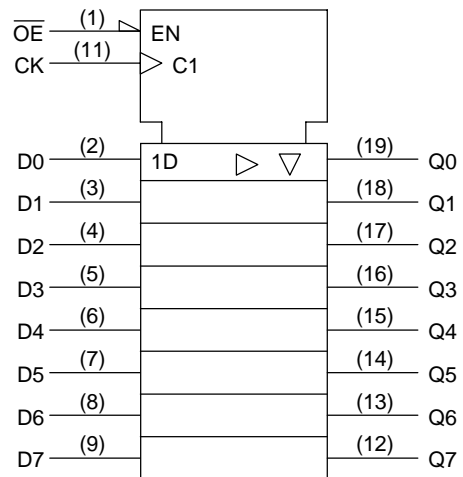 O̅E̅ (1) EN
CK (11) C1
D0 (2) 1D (19) Q0
D1 (3) (18) Q1
D2 (4) (17) Q2
D3 (5) (16) Q3
D4 (6) (15) Q4
D5 (7) (14) Q5
D6 (8) (13) Q6
D7 (9) (12) Q7